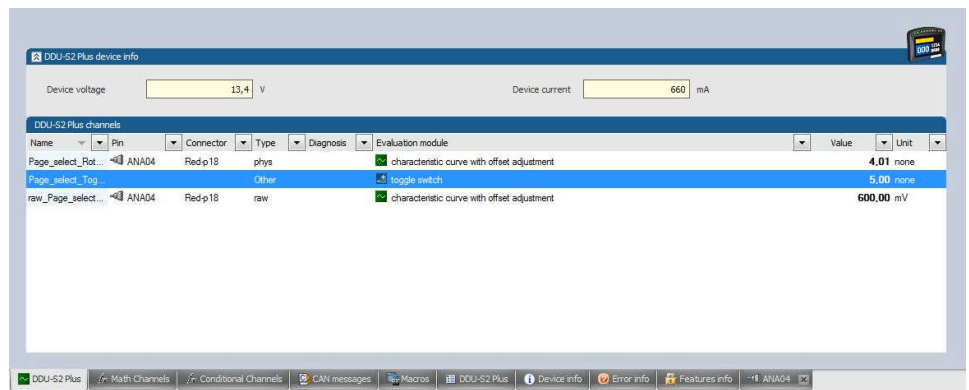 DDU-S2 Plus device info
Device voltage 13,4 V Device current 660 mA
DDU-S2 Plus channels
Name Pin Connector Type Diagnosis Evaluation module Value Unit
Page_select_Rot... ANA04 Red-p18 phys characteristic curve with offset adjustment 4,01 none
Page_select_Tog... Other toggle switch 5,00 none
raw_Page_select... ANA04 Red-p18 raw characteristic curve with offset adjustment 600,00 mV
DDU-S2 Plus Math Channels Conditional Channels CAN messages Macros DDU-S2 Plus Device info Error info Features info ANA04